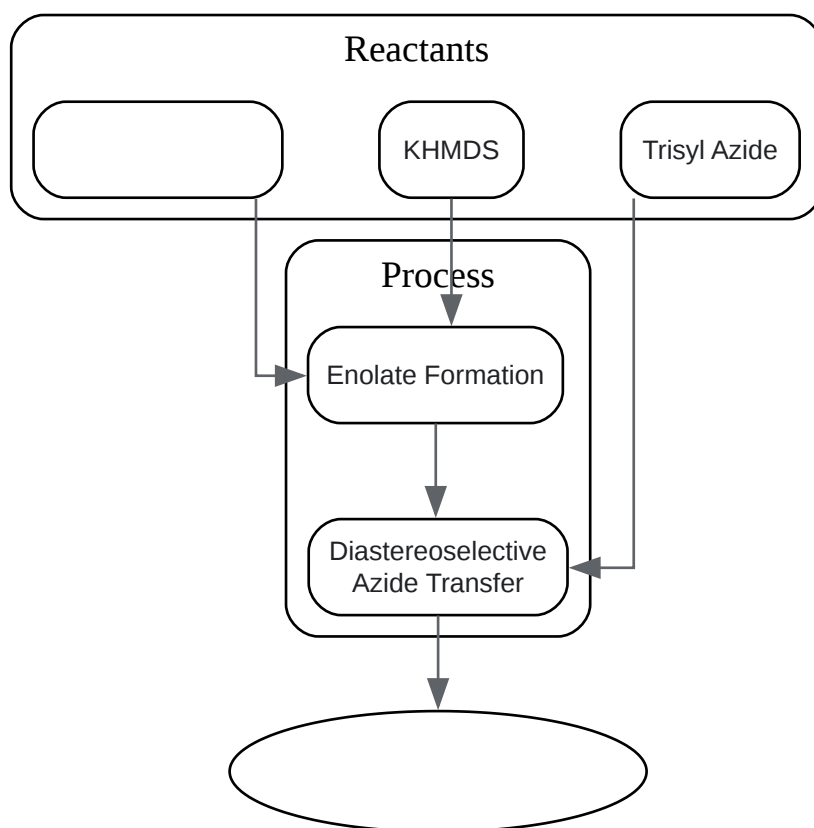 Reactants
KHMDS
Trisyl Azide
Process
Enolate Formation
Diastereoselective
Azide Transfer